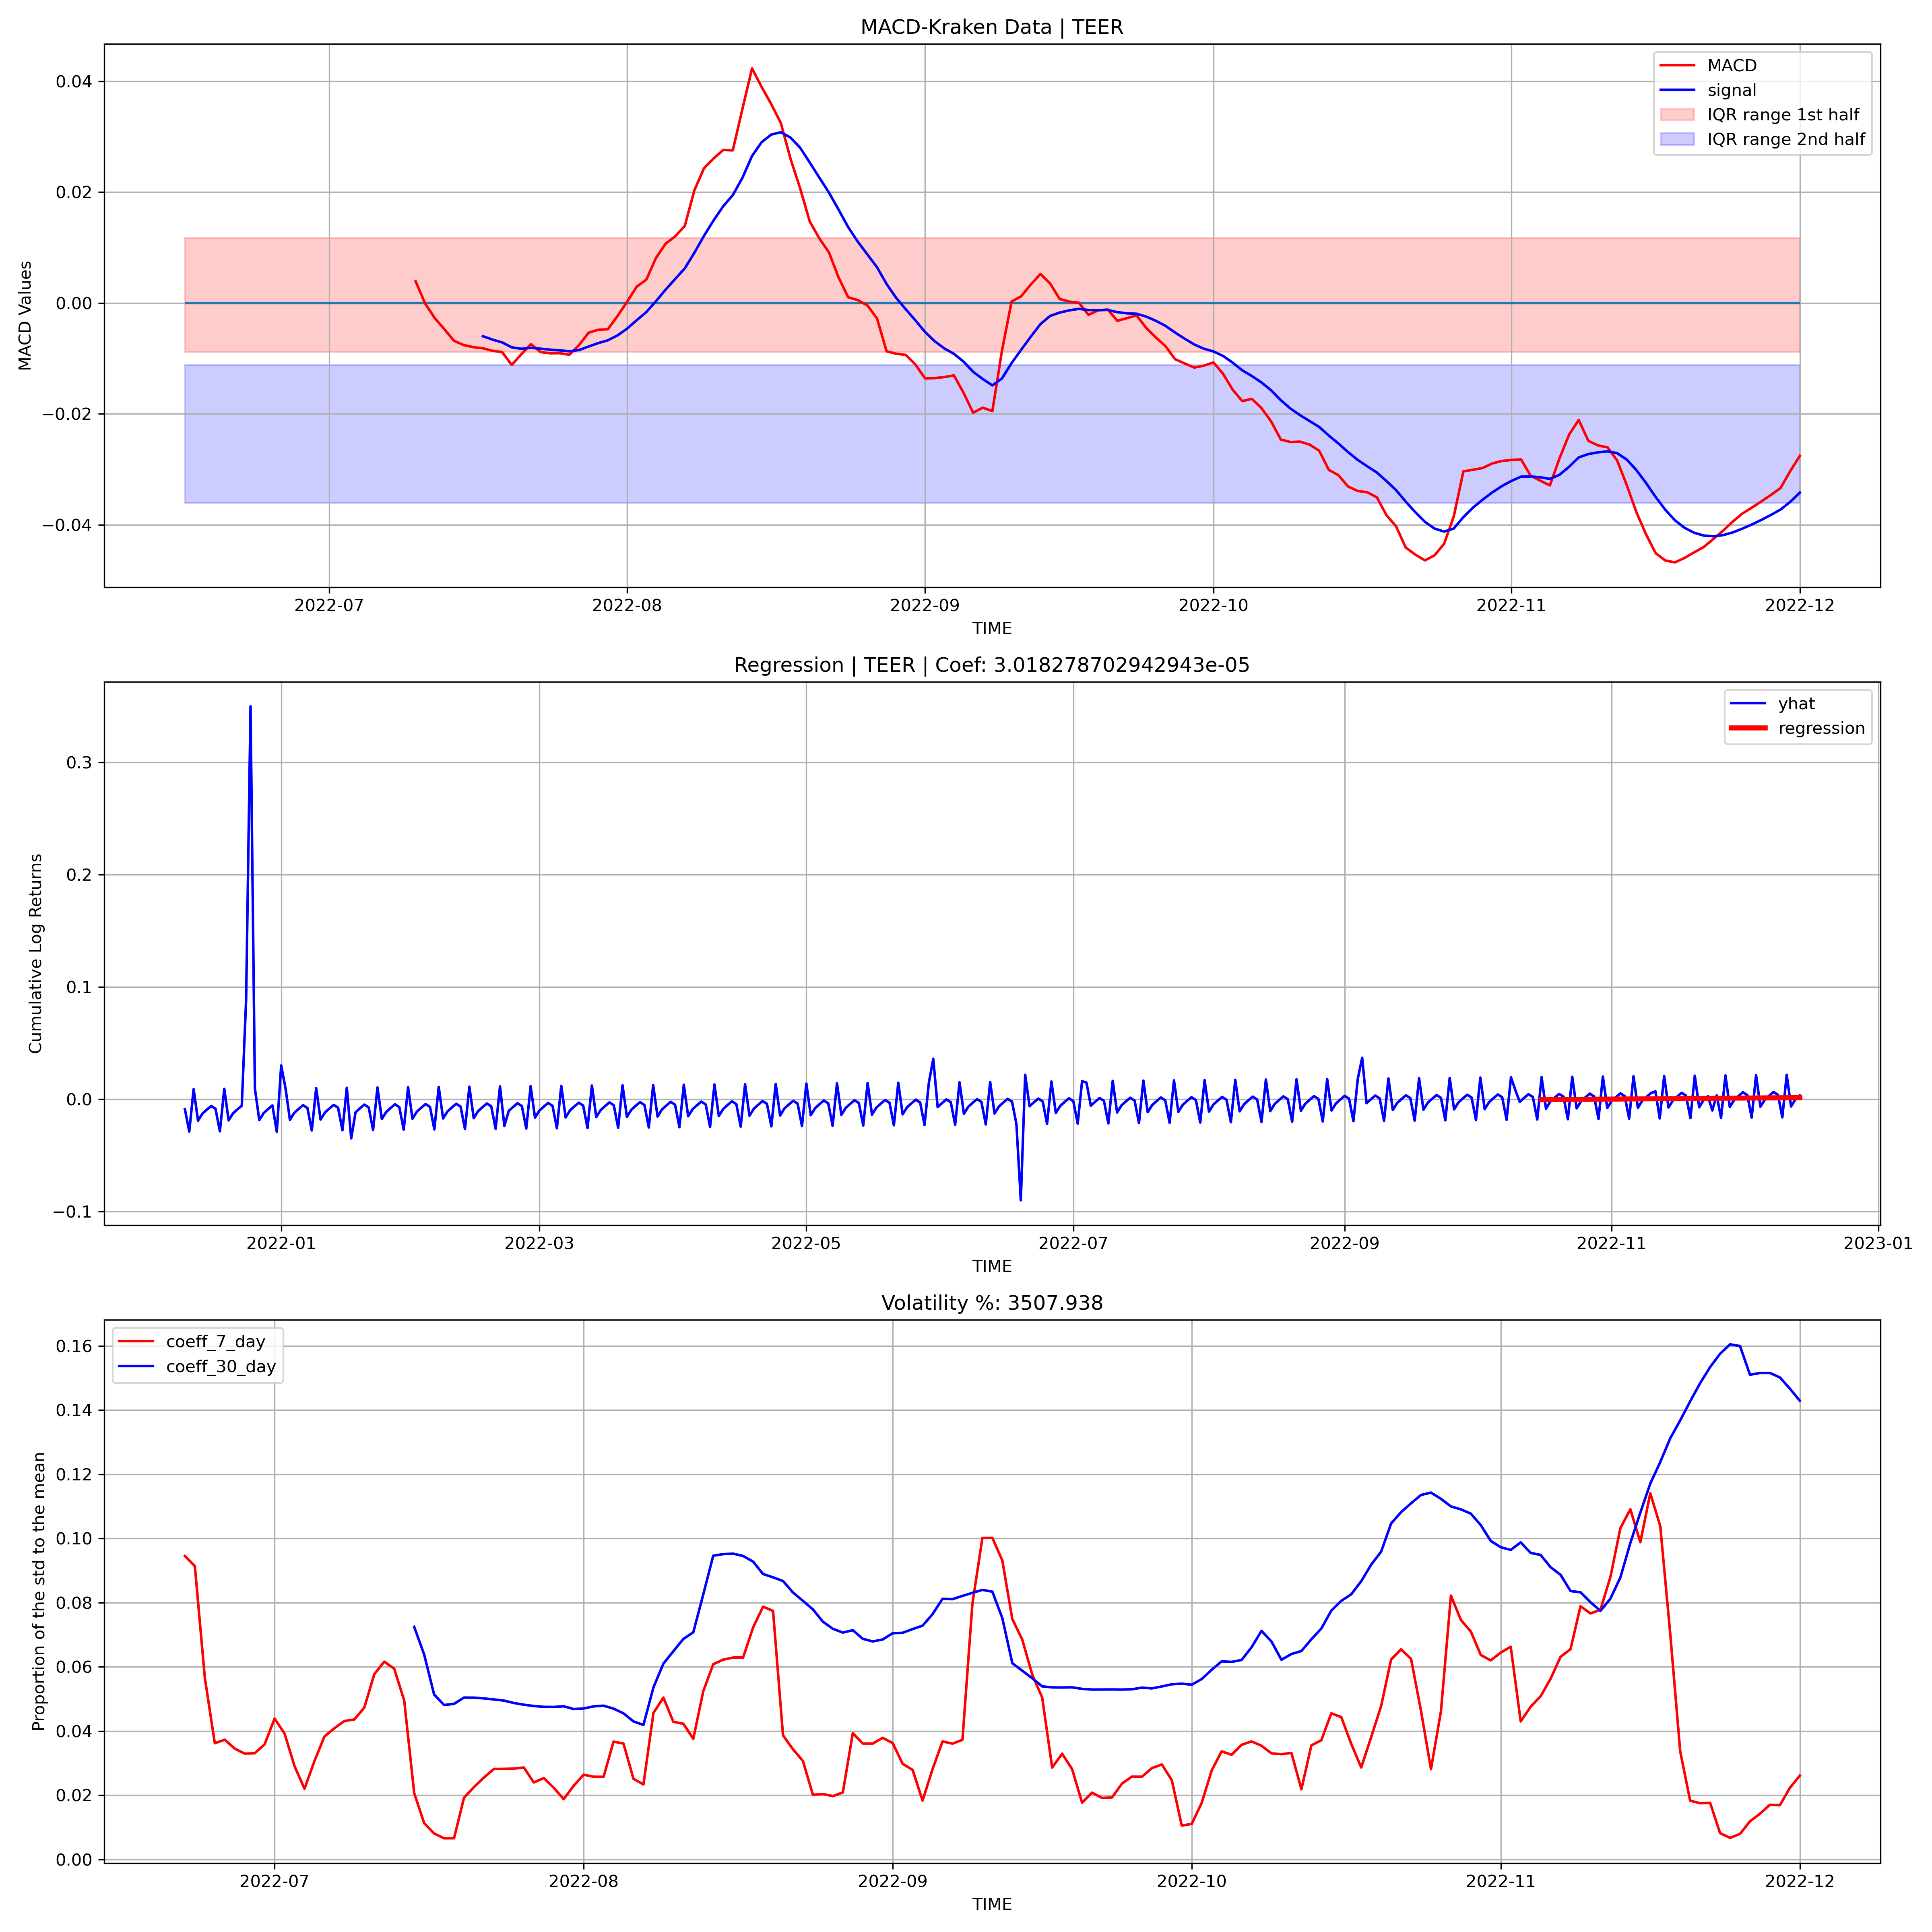 MACD-Kraken Data | TEER
MACD Values
0.04
0.02
0.00
−0.02
−0.04
MACD
signal
IQR range 1st half
IQR range 2nd half
2022-07
2022-08
2022-09
2022-10
2022-11
2022-12
TIME
Regression | TEER | Coef: 3.018278702942943e-05
Cumulative Log Returns
0.3
0.2
0.1
0.0
−0.1
yhat
regression
2022-01
2022-03
2022-05
2022-07
2022-09
2022-11
2023-01
TIME
Volatility %: 3507.938
Proportion of the std to the mean
0.16
0.14
0.12
0.10
0.08
0.06
0.04
0.02
0.00
coeff_7_day
coeff_30_day
2022-07
2022-08
2022-09
2022-10
2022-11
2022-12
TIME